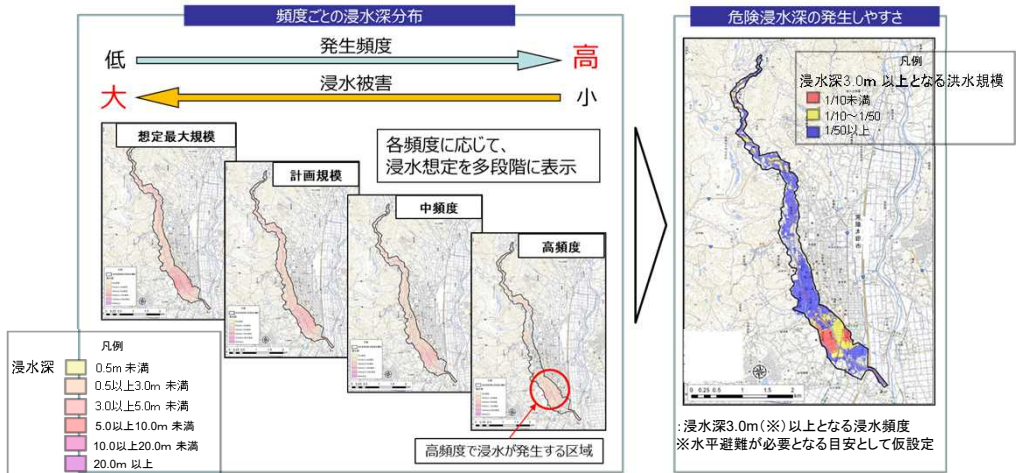 頻度ごとの浸水深分布
低
発生頻度
高
大
浸水被害
小
各頻度に応じて、
浸水想定を多段階に表示
想定最大規模
計画規模
中頻度
高頻度
高頻度で浸水が発生する区域
凡例
浸水深
0.5m 未満
0.5以上3.0m 未満
3.0以上5.0m 未満
5.0以上10.0m 未満
10.0以上20.0m 未満
20.0m 以上
危険浸水深の発生しやすさ
凡例
浸水深3.0m 以上となる洪水規模
1/10未満
1/10～1/50
1/50以上
0 0.25 0.5 1 1.5 2
km
:浸水深3.0m(※)以上となる浸水頻度
※水平避難が必要となる目安として仮設定